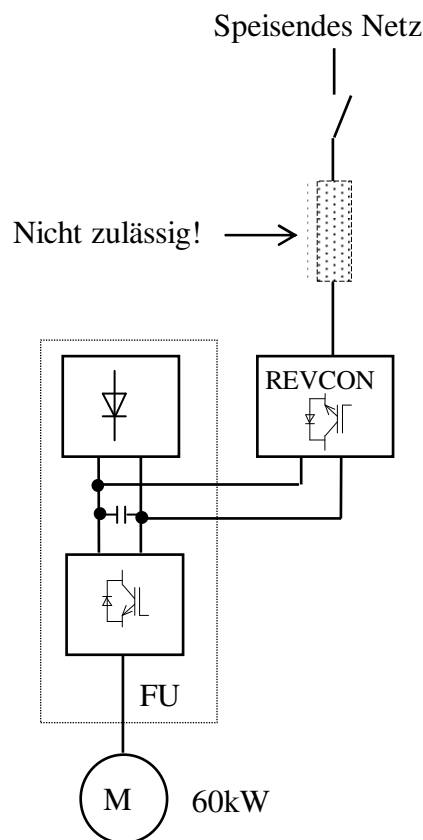 Speisendes Netz
Nicht zulässig!
REVCON
FU
M
60kW